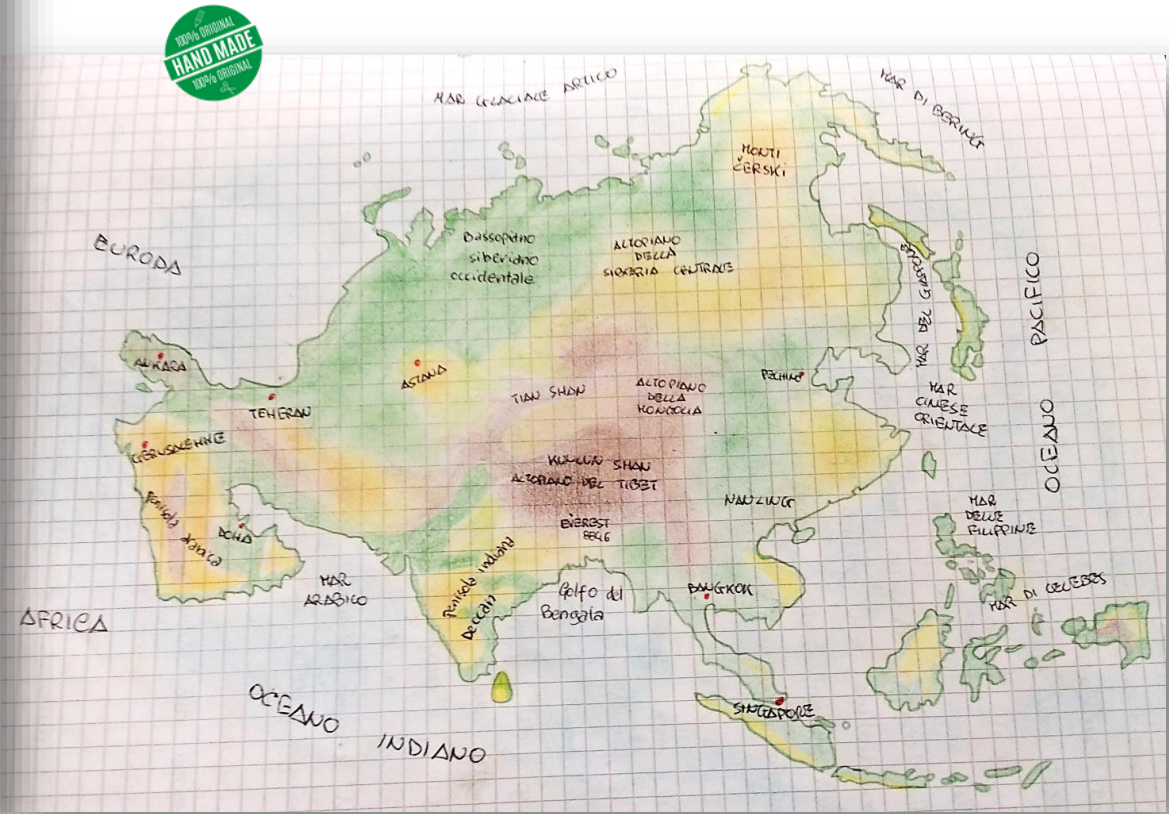 100% ORIGINAL
HAND MADE
100% ORIGINAL
MAR GLACIALE ARTICO
MAR DI BERING
MONTI
ČERSKI
EUROPA
Bassopiano
siberiano
occidentale
ALTOPIANO
DELLA
SIBERIA CENTRALE
MAR DEL GIAPPONE
OCEANO PACIFICO
ANKARA
ASTANA
TEHERAN
TIAN SHAN
ALTOPIANO
DELLA
MONGOLIA
PECHINO
MAR
CINESE
ORIENTALE
GERUSALEMME
KUNLUN SHAN
ALTOPIANO DEL TIBET
NANLING
EVEREST
8846
Penisola arabica
DOHA
MAR
ARABICO
Penisola indiana
Deccan
Golfo del
Bengala
BANGKOK
MAR
DELLE
FILIPPINE
MAR DI CELEBES
AFRICA
SINGAPORE
OCEANO INDIANO